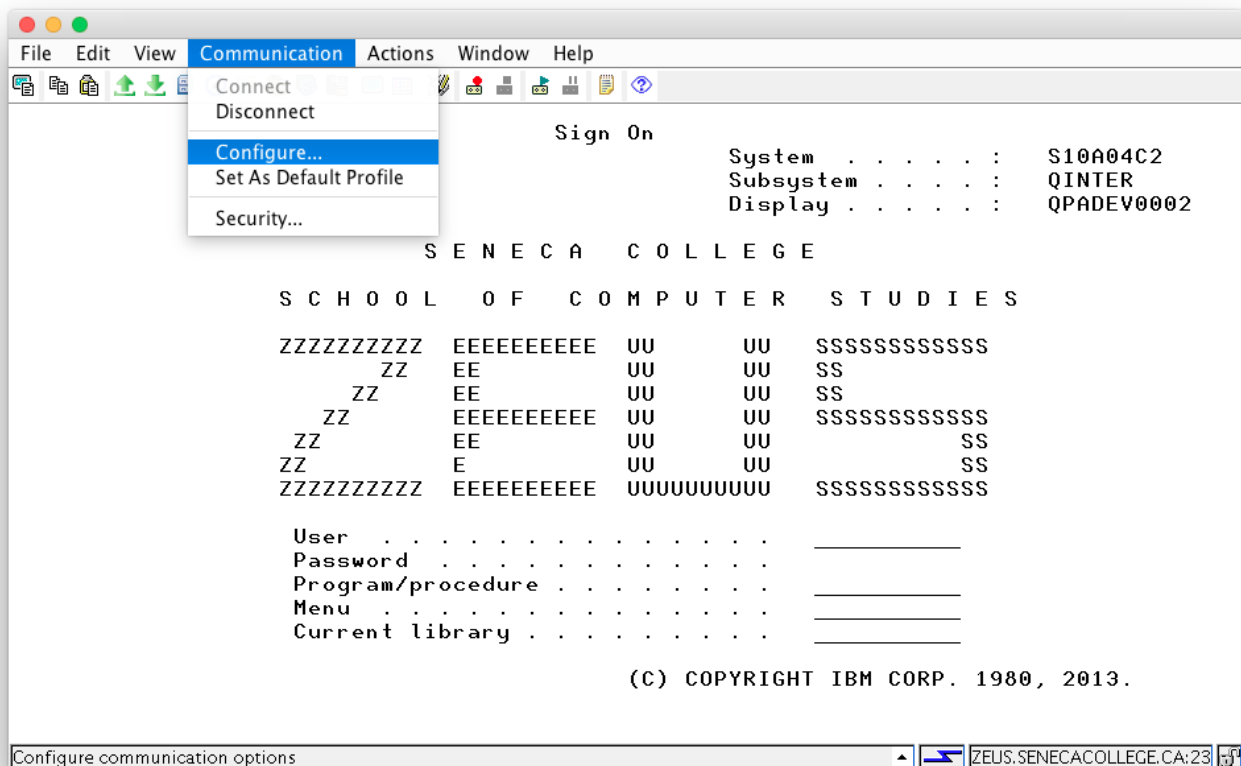 File Edit View Communication Actions Window Help
Connect
Disconnect
Configure...
Set As Default Profile
Security...
Sign On
System . . . . . : S10A04C2
Subsystem . . . . : QINTER
Display . . . . . : QPADEV0002
S E N E C A C O L L E G E
S C H O O L O F C O M P U T E R S T U D I E S
ZZZZZZZZZZ EEEEEEEEEE UU UU SSSSSSSSSSSS
ZZ EE UU UU SS
ZZ EE UU UU SS
ZZ EEEEEEEEEE UU UU SSSSSSSSSSSS
ZZ EE UU UU SS
ZZ E UU UU SS
ZZZZZZZZZZ EEEEEEEEEE UUUUUUUUUU SSSSSSSSSSSS
User . . . . . . . . . . . . . .
Password . . . . . . . . . . . .
Program/procedure . . . . . . . .
Menu . . . . . . . . . . . . . .
Current library . . . . . . . . .
(C) COPYRIGHT IBM CORP. 1980, 2013.
Configure communication options
ZEUS.SENECACOLLEGE.CA:23